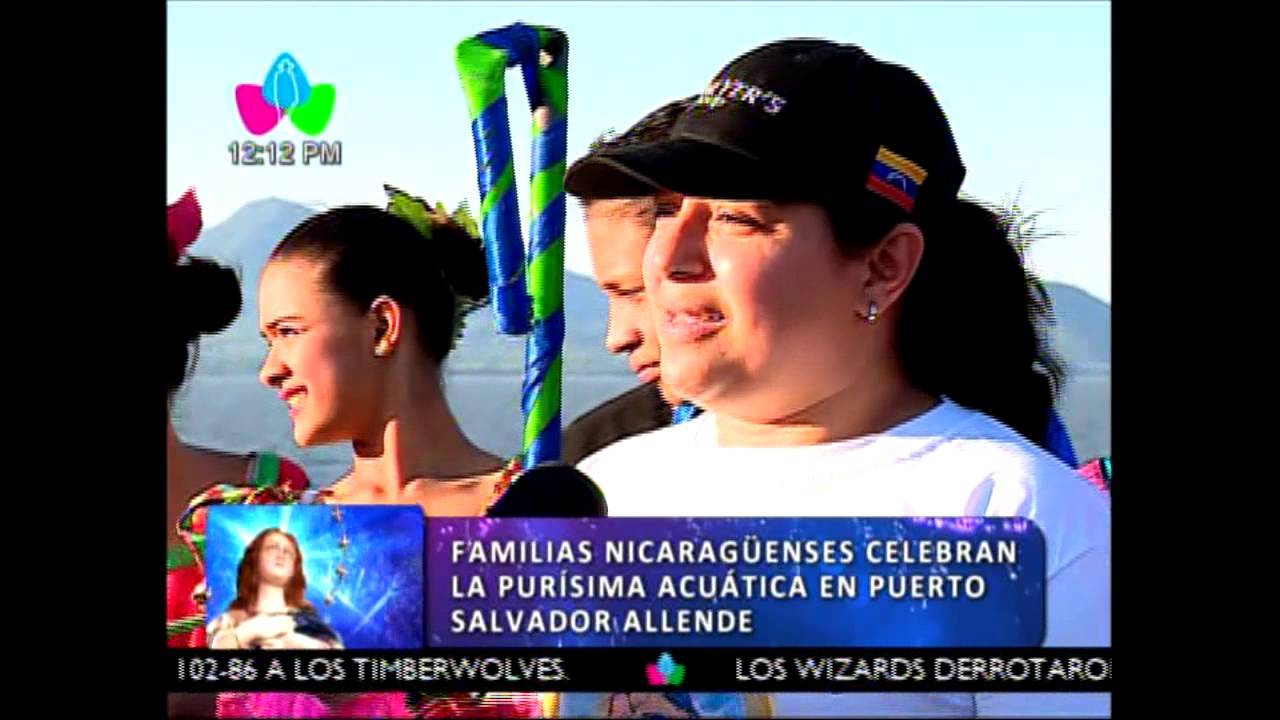 12:12 PM
FAMILIAS NICARAGÜENSES CELEBRAN
LA PURÍSIMA ACUÁTICA EN PUERTO
SALVADOR ALLENDE
102-86 A LOS TIMBERWOLVES.
LOS WIZARDS DERROTARO